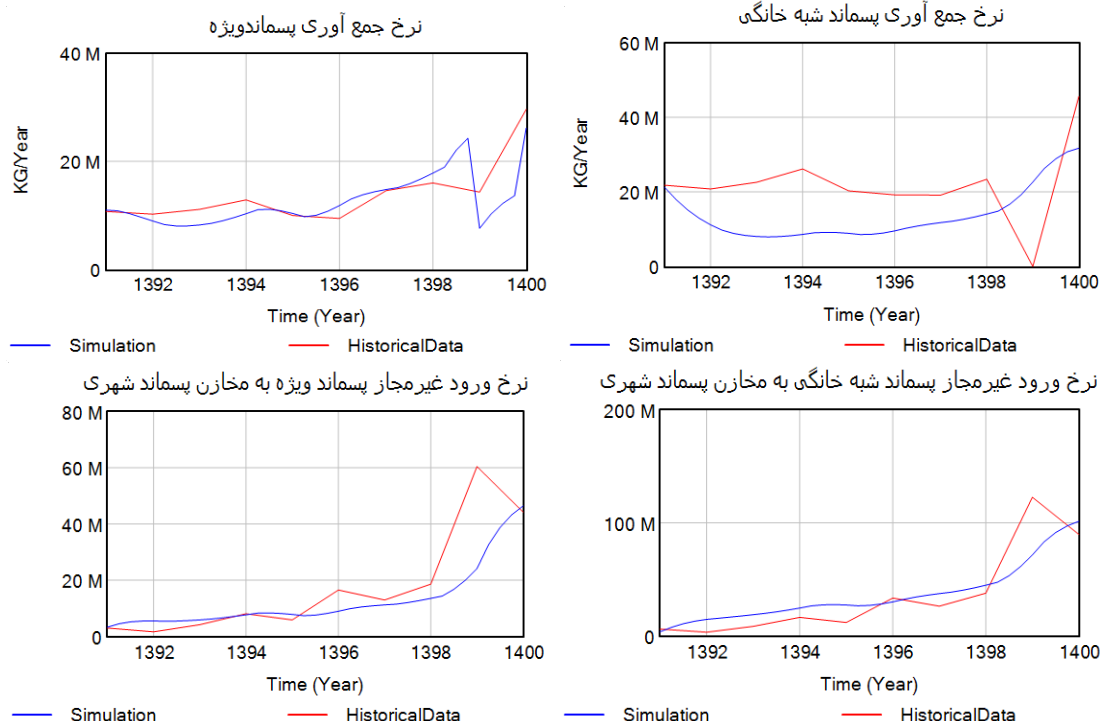 نرخ جمع آوری پسماندویژه
40 M
20 M
0
KG/Year
1392 1394 1396 1398 1400
Time (Year)
Simulation HistoricalData
نرخ جمع آوری پسماند شبه خانگی
60 M
40 M
20 M
0
KG/Year
1392 1394 1396 1398 1400
Time (Year)
Simulation HistoricalData
نرخ ورود غیرمجاز پسماند ویژه به مخازن پسماند شهری
80 M
60 M
40 M
20 M
0
1392 1394 1396 1398 1400
Time (Year)
Simulation HistoricalData
نرخ ورود غیرمجاز پسماند شبه خانگی به مخازن پسماند شهری
200 M
100 M
0
1392 1394 1396 1398 1400
Time (Year)
Simulation HistoricalData